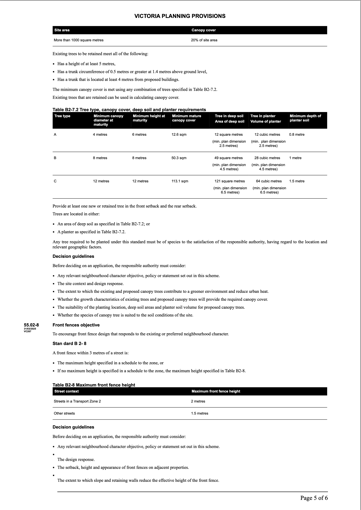 VICTORIA PLANNING PROVISIONS
Site area Canopy cover
More than 1000 square metres 20% of site area
Existing trees to be retained meet all of the following:
• Has a height of at least 5 metres,
• Has a trunk circumference of 0.5 metres or greater at 1.4 metres above ground level,
• Has a trunk that is located at least 4 metres from proposed buildings.
The minimum canopy cover is met using any combination of trees specified in Table B2-7.2.
Existing trees that are retained can be used in calculating canopy cover.
Table B2-7.2 Tree type, canopy cover, deep soil and planter requirements
Tree type Minimum canopy diameter at maturity Minimum height at maturity Minimum mature canopy cover Tree in deep soil Area of deep soil Tree in planter Volume of planter Minimum depth of planter soil
A 4 metres 6 metres 12.6 sqm 12 square metres (min. plan dimension 2.5 metres) 12 cubic metres (min. plan dimension 2.5 metres) 0.8 metre
B 8 metres 8 metres 50.3 sqm 49 square metres (min. plan dimension 4.5 metres) 28 cubic metres (min. plan dimension 4.5 metres) 1 metre
C 12 metres 12 metres 113.1 sqm 121 square metres (min. plan dimension 6.5 metres) 64 cubic metres (min. plan dimension 6.5 metres) 1.5 metre
Provide at least one new or retained tree in the front setback and the rear setback.
Trees are located in either:
• An area of deep soil as specified in Table B2-7.2; or
• A planter as specified in Table B2-7.2.
Any tree required to be planted under this standard must be of species to the satisfaction of the responsible authority, having regard to the location and
relevant geographic factors.
Decision guidelines
Before deciding on an application, the responsible authority must consider:
• Any relevant neighbourhood character objective, policy or statement set out in this scheme.
• The site context and design response.
• The extent to which the existing and proposed canopy trees contribute to a greener environment and reduce urban heat.
• Whether the growth characteristics of existing trees and proposed canopy trees will provide the required canopy cover.
• The suitability of the planting location, deep soil areas and planter soil volume for proposed canopy trees.
• Whether the species of canopy tree is suited to the soil conditions of the site.
55.02-8 Front fences objective
To encourage front fence design that responds to the existing or preferred neighbourhood character.
Stan dard B 2- 8
A front fence within 3 metres of a street is:
• The maximum height specified in a schedule to the zone, or
• If no maximum height is specified in a schedule to the zone, the maximum height specified in Table B2-8.
Table B2-8 Maximum front fence height
Street context Maximum front fence height
Streets in a Transport Zone 2 2 metres
Other streets 1.5 metres
Decision guidelines
Before deciding on an application, the responsible authority must consider:
• Any relevant neighbourhood character objective, policy or statement set out in this scheme.
•
The design response.
• The setback, height and appearance of front fences on adjacent properties.
•
The extent to which slope and retaining walls reduce the effective height of the front fence.
Page 5 of 6